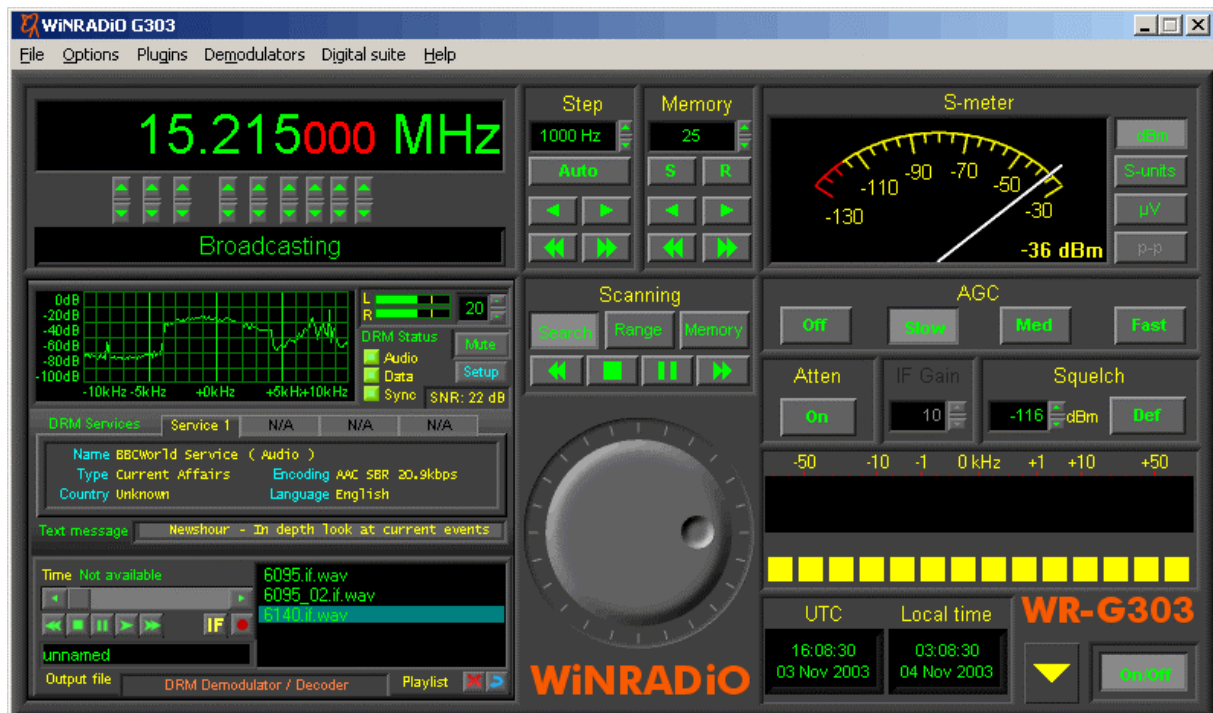 WiNRADiO G303
File Options Plugins Demodulators Digital suite Help
15.215000 MHz
Broadcasting
Step
1000 Hz
Auto
Memory
25
S R
S-meter
-130 -110 -90 -70 -50 -30
-36 dBm
dBm
S-units
µV
p-p
0dB
-20dB
-40dB
-60dB
-80dB
-100dB
-10kHz -5kHz +0kHz +5kHz +10kHz
L
R
20
DRM Status
Mute
Audio
Data
Setup
Sync
SNR: 22 dB
DRM Services Service 1 N/A N/A N/A
Name BBCWorld Service ( Audio )
Type Current Affairs Encoding AAC SBR 20.9kbps
Country Unknown Language English
Text message Newshour - In depth look at current events
Time Not available
IF
unnamed
Output file
6095.if.wav
6095_02.if.wav
6140.if.wav
DRM Demodulator / Decoder
Playlist
Scanning
Search Range Memory
WiNRADiO
AGC
Off Slow Med Fast
Atten
On
IF Gain
10
Squelch
-116 dBm Def
-50 -10 -1 0 kHz +1 +10 +50
UTC
16:08:30
03 Nov 2003
Local time
03:08:30
04 Nov 2003
WR-G303
On/Off